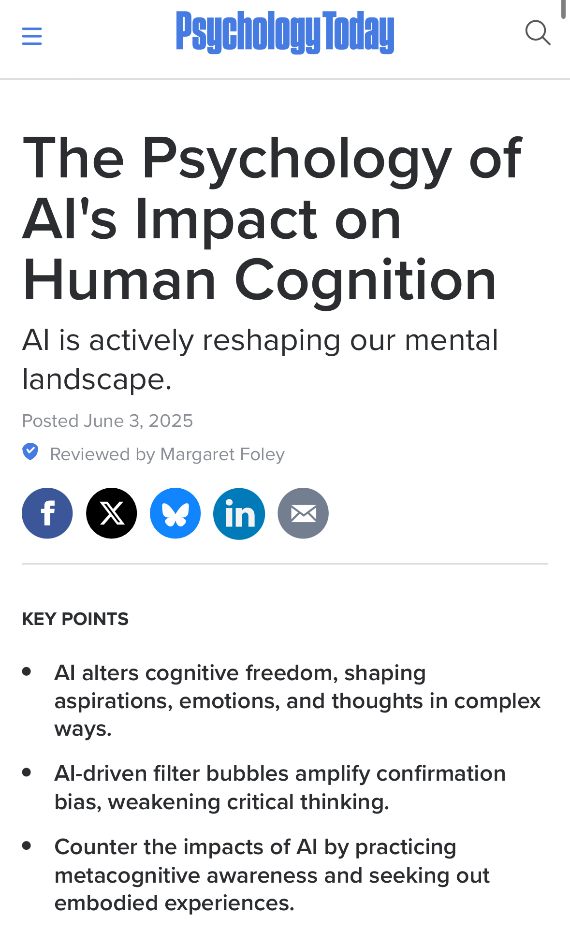 Psychology Today
The Psychology of
AI's Impact on
Human Cognition
AI is actively reshaping our mental
landscape.
Posted June 3, 2025
Reviewed by Margaret Foley
KEY POINTS
• AI alters cognitive freedom, shaping
aspirations, emotions, and thoughts in complex
ways.
• AI-driven filter bubbles amplify confirmation
bias, weakening critical thinking.
• Counter the impacts of AI by practicing
metacognitive awareness and seeking out
embodied experiences.